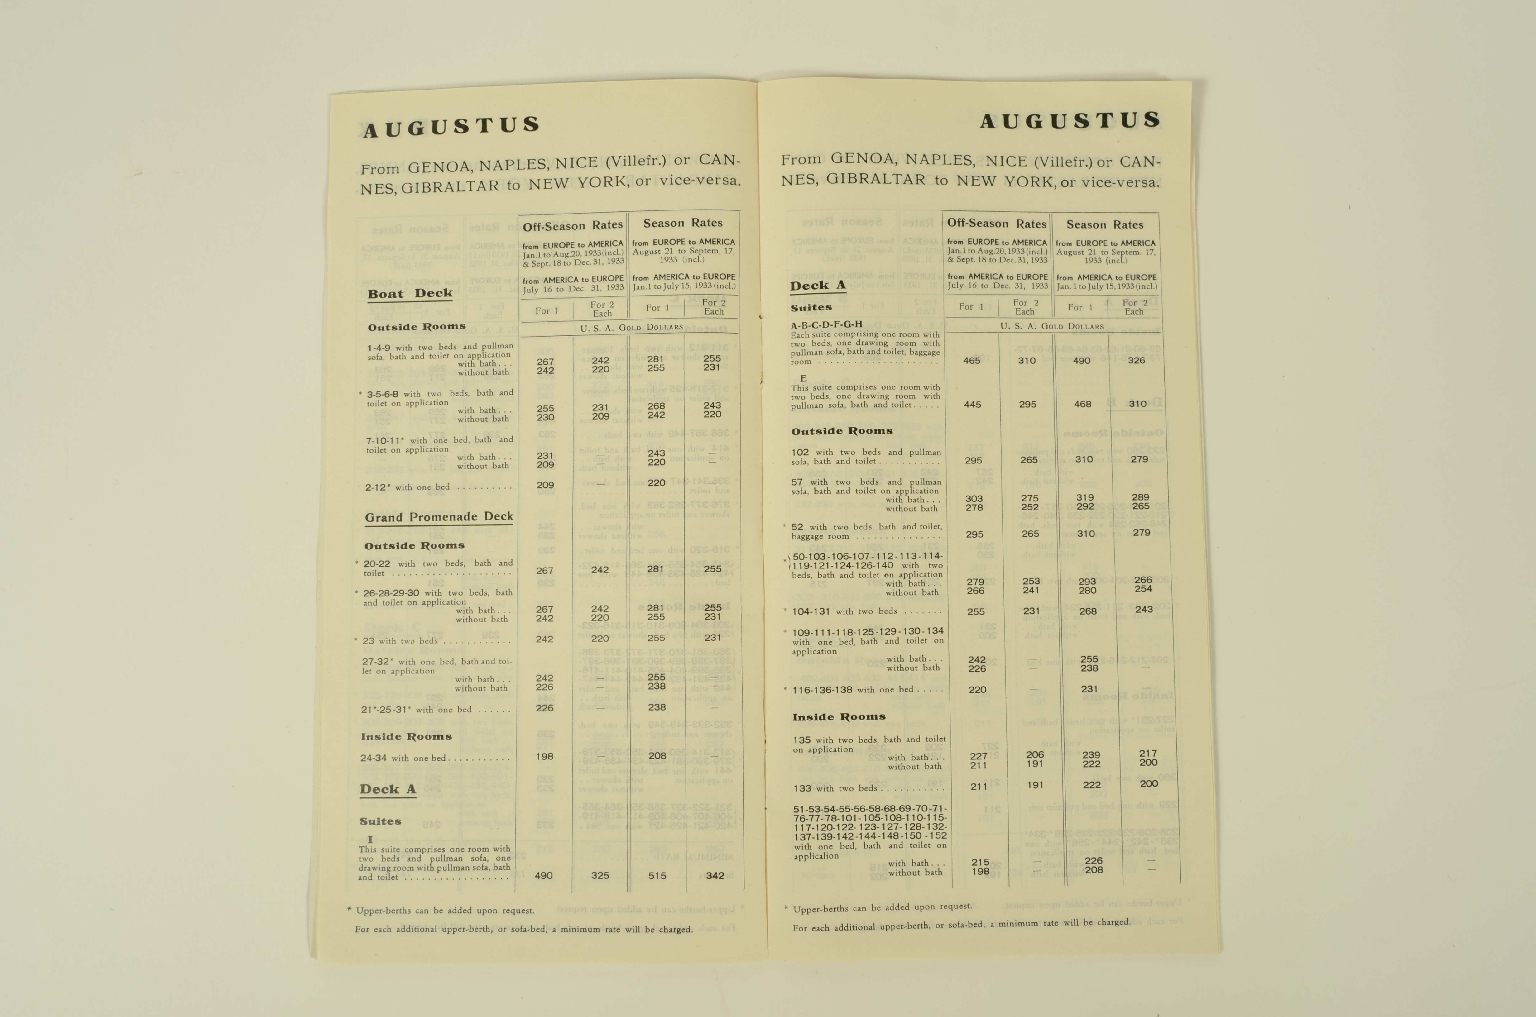 AUGUSTUS
From GENOA, NAPLES, NICE (Villefr.) or CAN-
NES, GIBRALTAR to NEW YORK, or vice-versa.
Off-Season Rates Season Rates
from EUROPE to AMERICA from EUROPE to AMERICA
Jan. 1 to Aug. 20, 1933 (incl.) August 21 to Septem. 17,
& Sept. 18 to Dec. 31, 1933 1933 (incl.)
from AMERICA to EUROPE from AMERICA to EUROPE
July 16 to Dec. 31, 1933 Jan. 1 to July 15, 1933 (incl.)
Boat Deck
For 1 For 2 Each For 1 For 2 Each
U. S. A. GOLD DOLLARS
Outside Rooms
1-4-9 with two beds and pullman
sofa, bath and toilet on application
with bath . . . 267 242 281 255
without bath 242 220 255 231
* 3-5-6-8 with two beds, bath and
toilet on application
with bath . . . 255 231 268 243
without bath 230 209 242 220
7-10-11* with one bed, bath and
toilet on application
with bath . . . 231 — 243 —
without bath 209 — 220 —
2-12* with one bed . . . . . . . . . . 209 — 220 —
Grand Promenade Deck
Outside Rooms
* 20-22 with two beds, bath and
toilet . . . . . . . . . . . . . . . . . . . . 267 242 281 255
* 26-28-29-30 with two beds, bath
and toilet on application
with bath . . . 267 242 281 255
without bath 242 220 255 231
* 23 with two beds . . . . . . . . . . . . 242 220 255 231
27-32* with one bed, bath and toi-
let on application
with bath . . . 242 — 255 —
without bath 226 — 238 —
21*-25-31* with one bed . . . . . . 226 — 238 —
Inside Rooms
24-34 with one bed . . . . . . . . . . . 198 — 208 —
Deck A
Suites
I
This suite comprises one room with
two beds and pullman sofa, one
drawing room with pullman sofa, bath
and toilet . . . . . . . . . . . . . . . . . . 490 325 515 342
* Upper-berths can be added upon request.
For each additional upper-berth, or sofa-bed, a minimum rate will be charged.
AUGUSTUS
From GENOA, NAPLES, NICE (Villefr.) or CAN-
NES, GIBRALTAR to NEW YORK, or vice-versa.
Off-Season Rates Season Rates
from EUROPE to AMERICA from EUROPE to AMERICA
Jan. 1 to Aug. 20, 1933 (incl.) August 21 to Septem. 17,
& Sept. 18 to Dec. 31, 1933 1933 (incl.)
from AMERICA to EUROPE from AMERICA to EUROPE
July 16 to Dec. 31, 1933 Jan. 1 to July 15, 1933 (incl.)
Deck A
Suites
For 1 For 2 Each For 1 For 2 Each
U. S. A. GOLD DOLLARS
A-B-C-D-F-G-H
Each suite comprising one room with
two beds, one drawing room with
pullman sofa, bath and toilet, baggage
room . . . . . . . . . . . . . . . . . . . . . 465 310 490 326
E
This suite comprises one room with
two beds, one drawing room with
pullman sofa, bath and toilet . . . . . 445 295 468 310
Outside Rooms
102 with two beds and pullman
sofa, bath and toilet . . . . . . . . . . . 295 265 310 279
57 with two beds and pullman
sofa, bath and toilet on application
with bath . . . 303 275 319 289
without bath 278 252 292 265
* 52 with two beds, bath and toilet,
baggage room . . . . . . . . . . . . . . . 295 265 310 279
* 50-103-106-107-112-113-114-
119-121-124-126-140 with two
beds, bath and toilet on application
with bath . . . 279 253 293 266
without bath 266 241 280 254
* 104-131 with two beds . . . . . . . 255 231 268 243
* 109-111-118-125-129-130-134
with one bed, bath and toilet on
application
with bath . . . 242 — 255 —
without bath 226 — 238 —
* 116-136-138 with one bed . . . . . 220 — 231 —
Inside Rooms
135 with two beds, bath and toilet
on application
with bath . . . 227 206 239 217
without bath 211 191 222 200
133 with two beds . . . . . . . . . . . 211 191 222 200
51-53-54-55-56-58-68-69-70-71-
76-77-78-101-105-108-110-115-
117-120-122-123-127-128-132-
137-139-142-144-148-150-152
with one bed, bath and toilet on
application
with bath . . . 215 — 226 —
without bath 198 — 208 —
* Upper-berths can be added upon request.
For each additional upper-berth, or sofa-bed, a minimum rate will be charged.